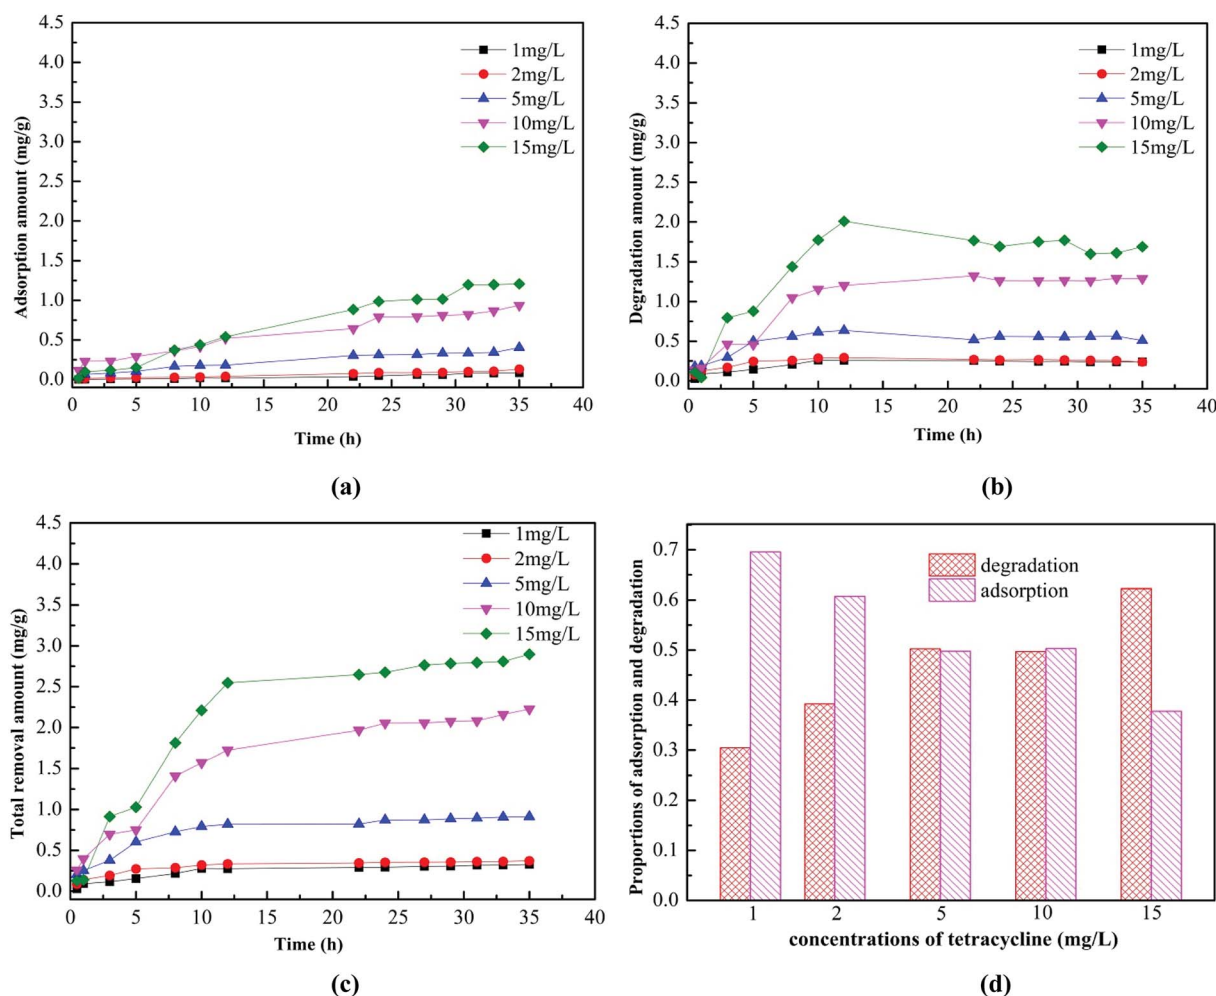 4.5
4.0
3.5
3.0
2.5
2.0
1.5
1.0
0.5
0.0
Adsorption amount (mg/g)
1mg/L
2mg/L
5mg/L
10mg/L
15mg/L
0 5 10 15 20 25 30 35 40
Time (h)
(a)
4.5
4.0
3.5
3.0
2.5
2.0
1.5
1.0
0.5
0.0
Degradation amount (mg/g)
1mg/L
2mg/L
5mg/L
10mg/L
15mg/L
0 5 10 15 20 25 30 35 40
Time (h)
(b)
4.5
4.0
3.5
3.0
2.5
2.0
1.5
1.0
0.5
0.0
Total removal amount (mg/g)
1mg/L
2mg/L
5mg/L
10mg/L
15mg/L
0 5 10 15 20 25 30 35 40
Time (h)
(c)
0.7
0.6
0.5
0.4
0.3
0.2
0.1
0.0
Proportions of adsorption and degradation
degradation
adsorption
1 2 5 10 15
concentrations of tetracycline (mg/L)
(d)